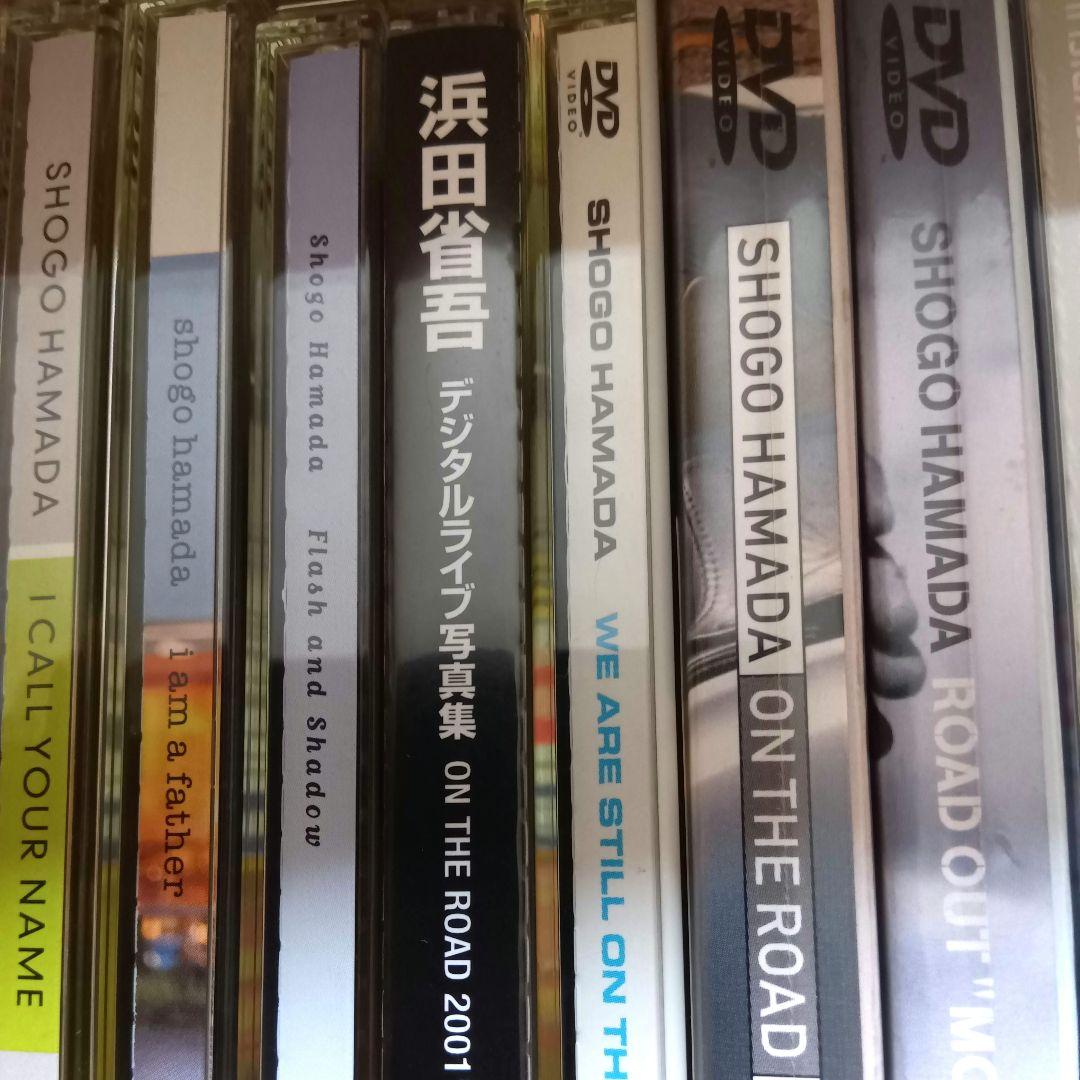 SHOGO HAMADA I CALL YOUR NAME
shogo hamada i am a father
Shogo Hamada Flash and Shadow
浜田省吾 デジタルライブ写真集 ON THE ROAD 2001
DVD VIDEO SHOGO HAMADA WE ARE STILL ON TH
DVD VIDEO SHOGO HAMADA ON THE ROAD
DVD VIDEO SHOGO HAMADA ROAD OUT "MO